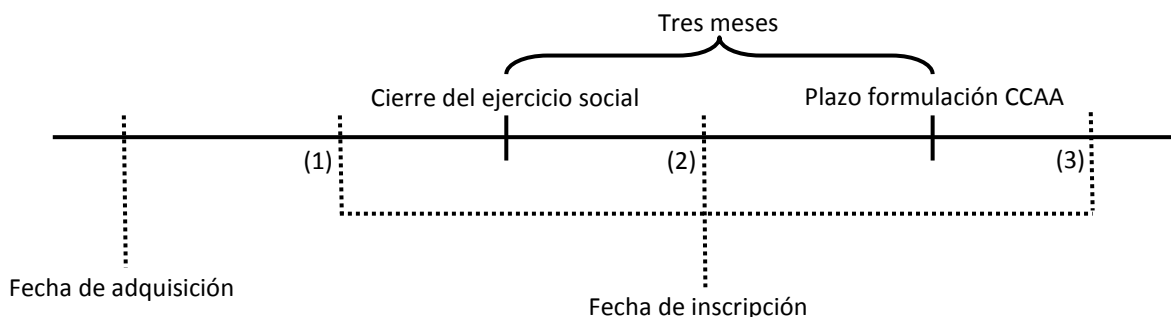 Tres meses
Cierre del ejercicio social
Plazo formulación CCAA
(1)
(2)
(3)
Fecha de adquisición
Fecha de inscripción